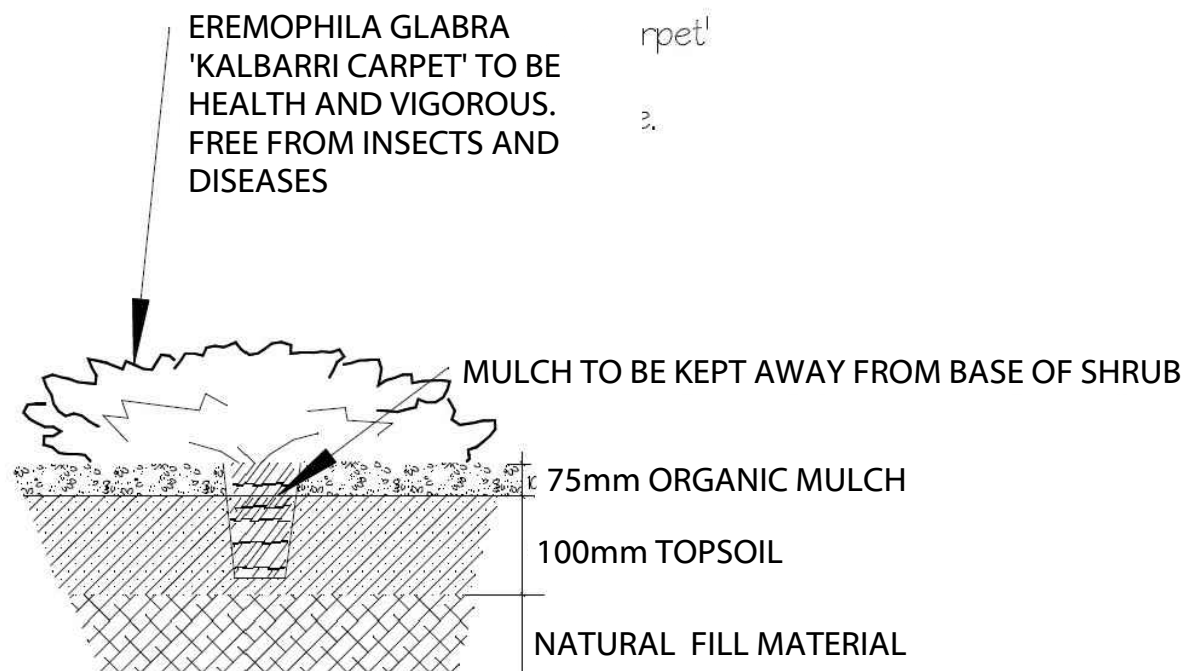 EREMOPHILA GLABRA
'KALBARRI CARPET' TO BE
HEALTH AND VIGOROUS.
FREE FROM INSECTS AND
DISEASES
rpet'
e.
MULCH TO BE KEPT AWAY FROM BASE OF SHRUB
75mm ORGANIC MULCH
100mm TOPSOIL
NATURAL FILL MATERIAL